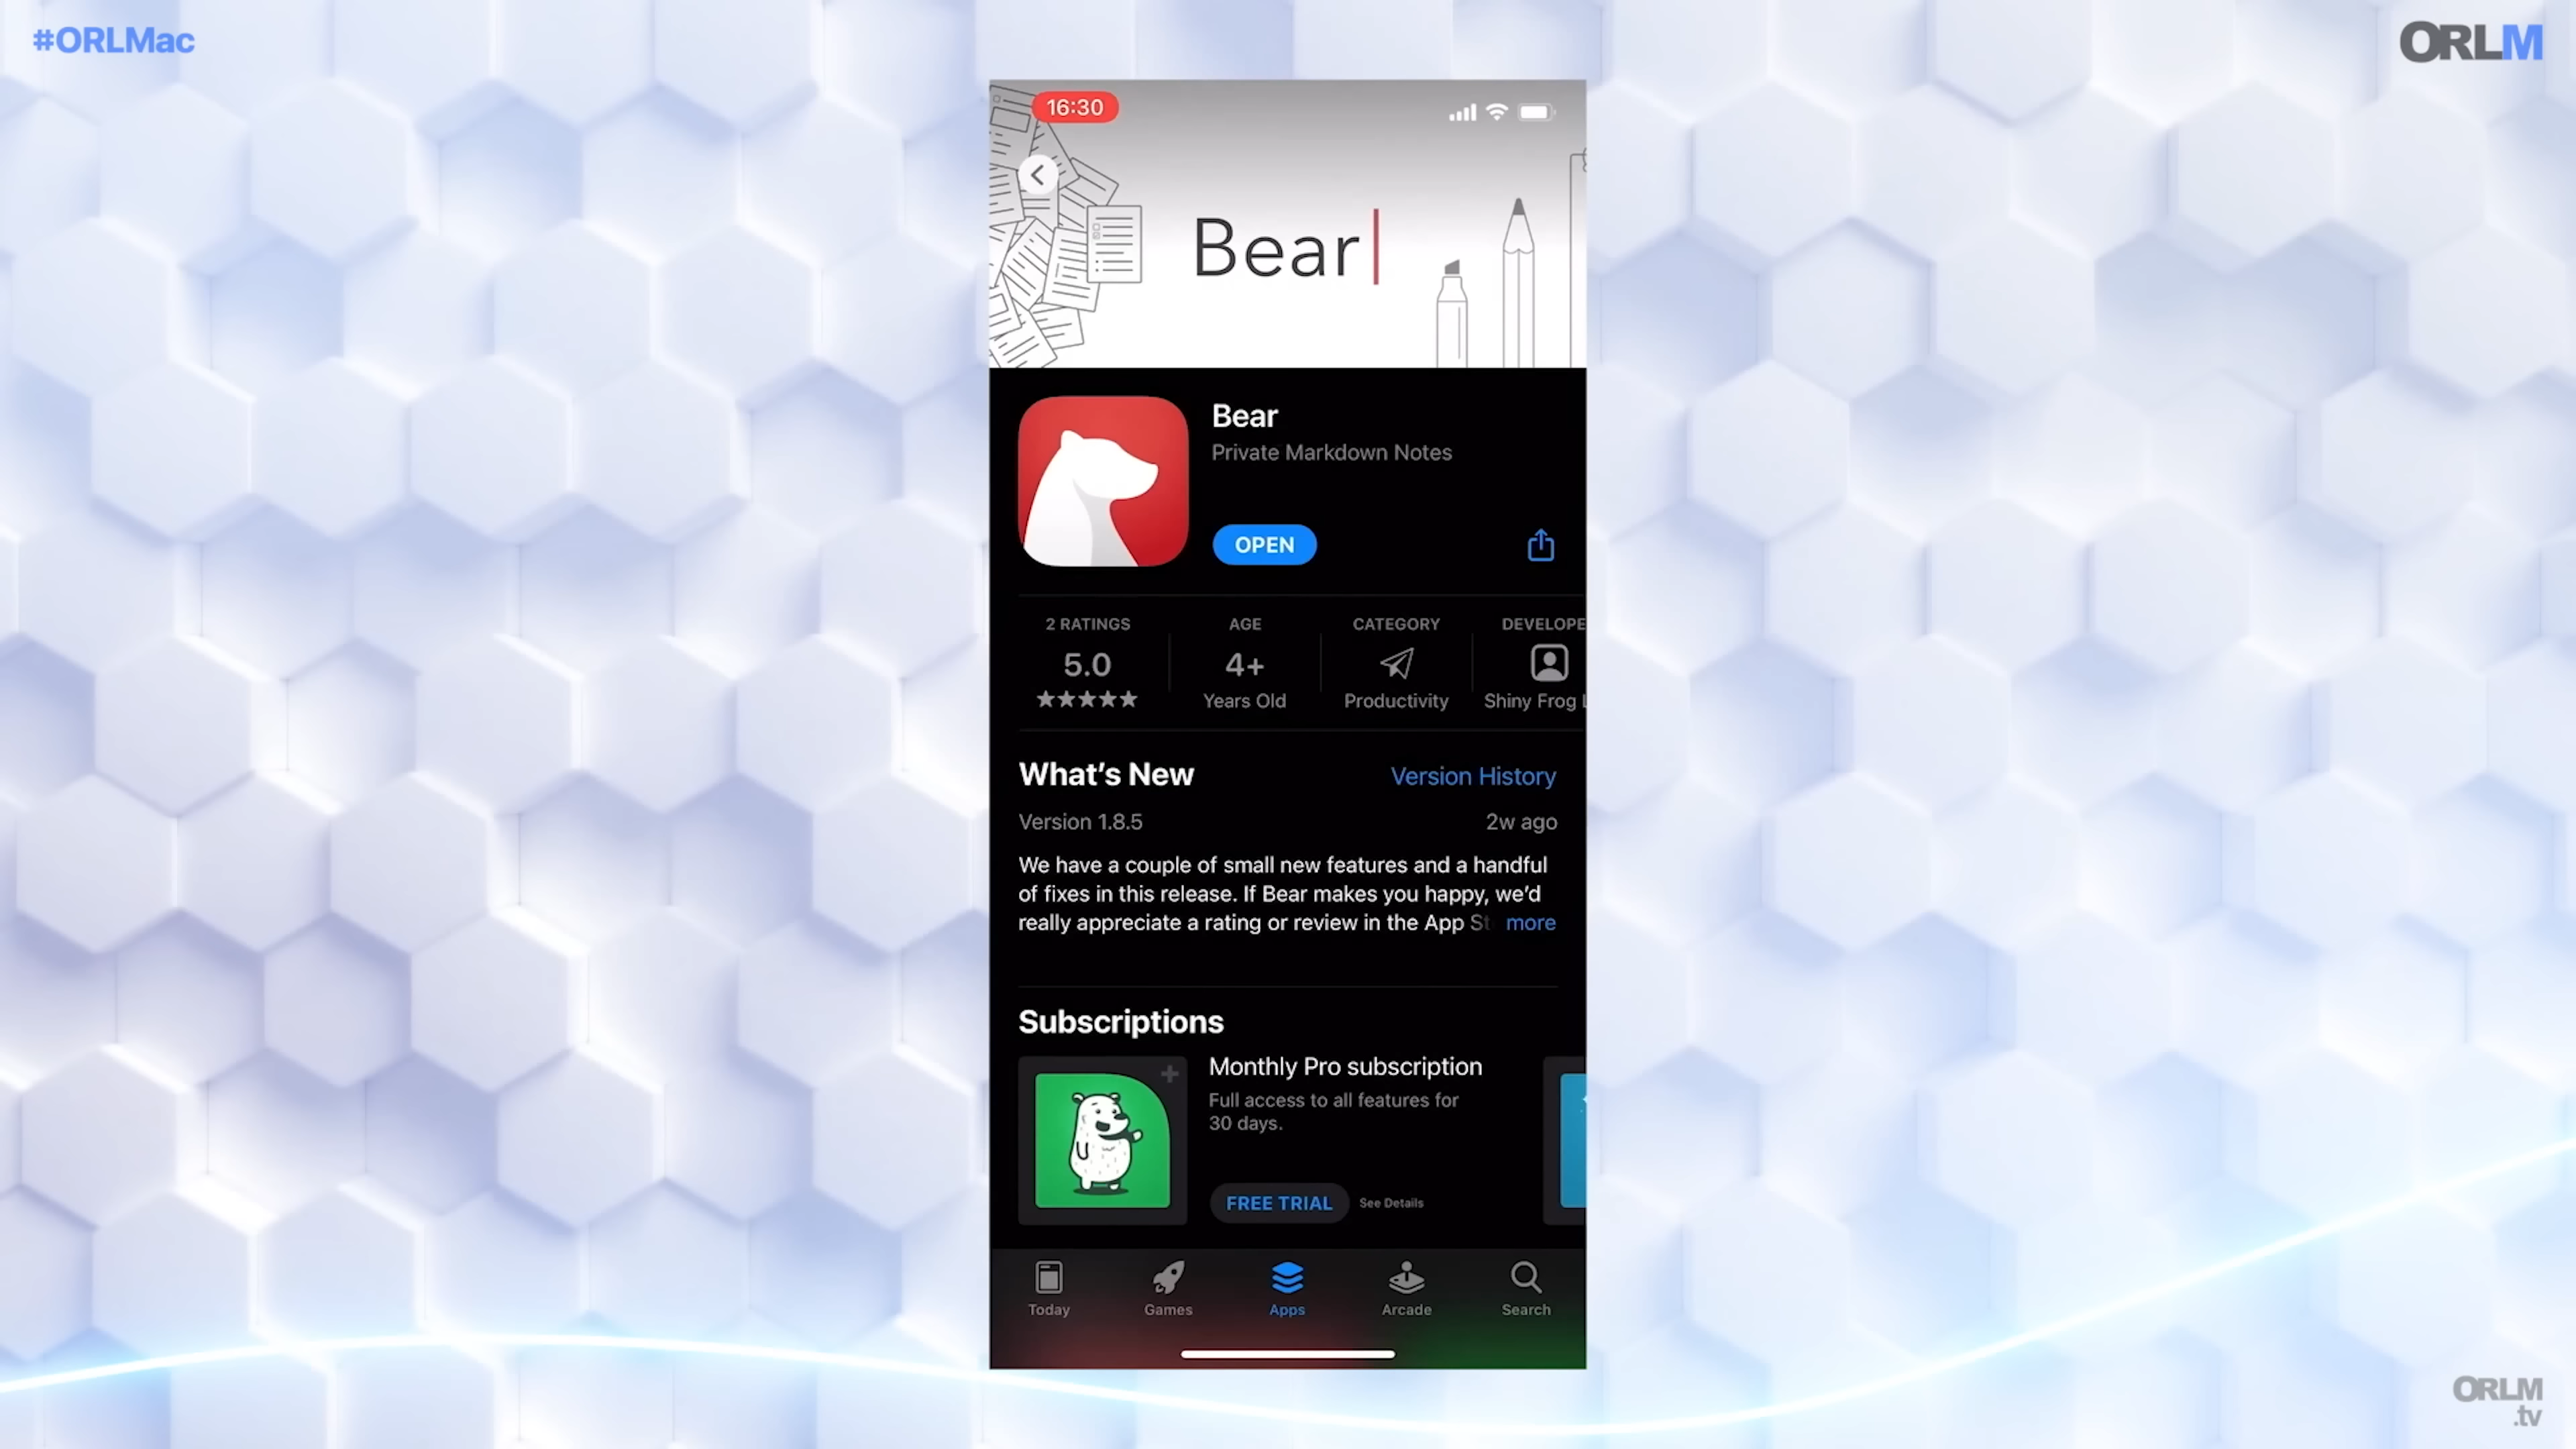 #ORLMac
ORLM
16:30
Bear
Bear
Private Markdown Notes
OPEN
2 RATINGS
AGE
CATEGORY
DEVELOPE
5.0
4+
Years Old
Productivity
Shiny Frog L
What's New
Version History
Version 1.8.5
2w ago
We have a couple of small new features and a handful
of fixes in this release. If Bear makes you happy, we'd
really appreciate a rating or review in the App St
more
Subscriptions
Monthly Pro subscription
Full access to all features for
30 days.
FREE TRIAL
See Details
Today
Games
Apps
Arcade
Search
ORLM
.tv